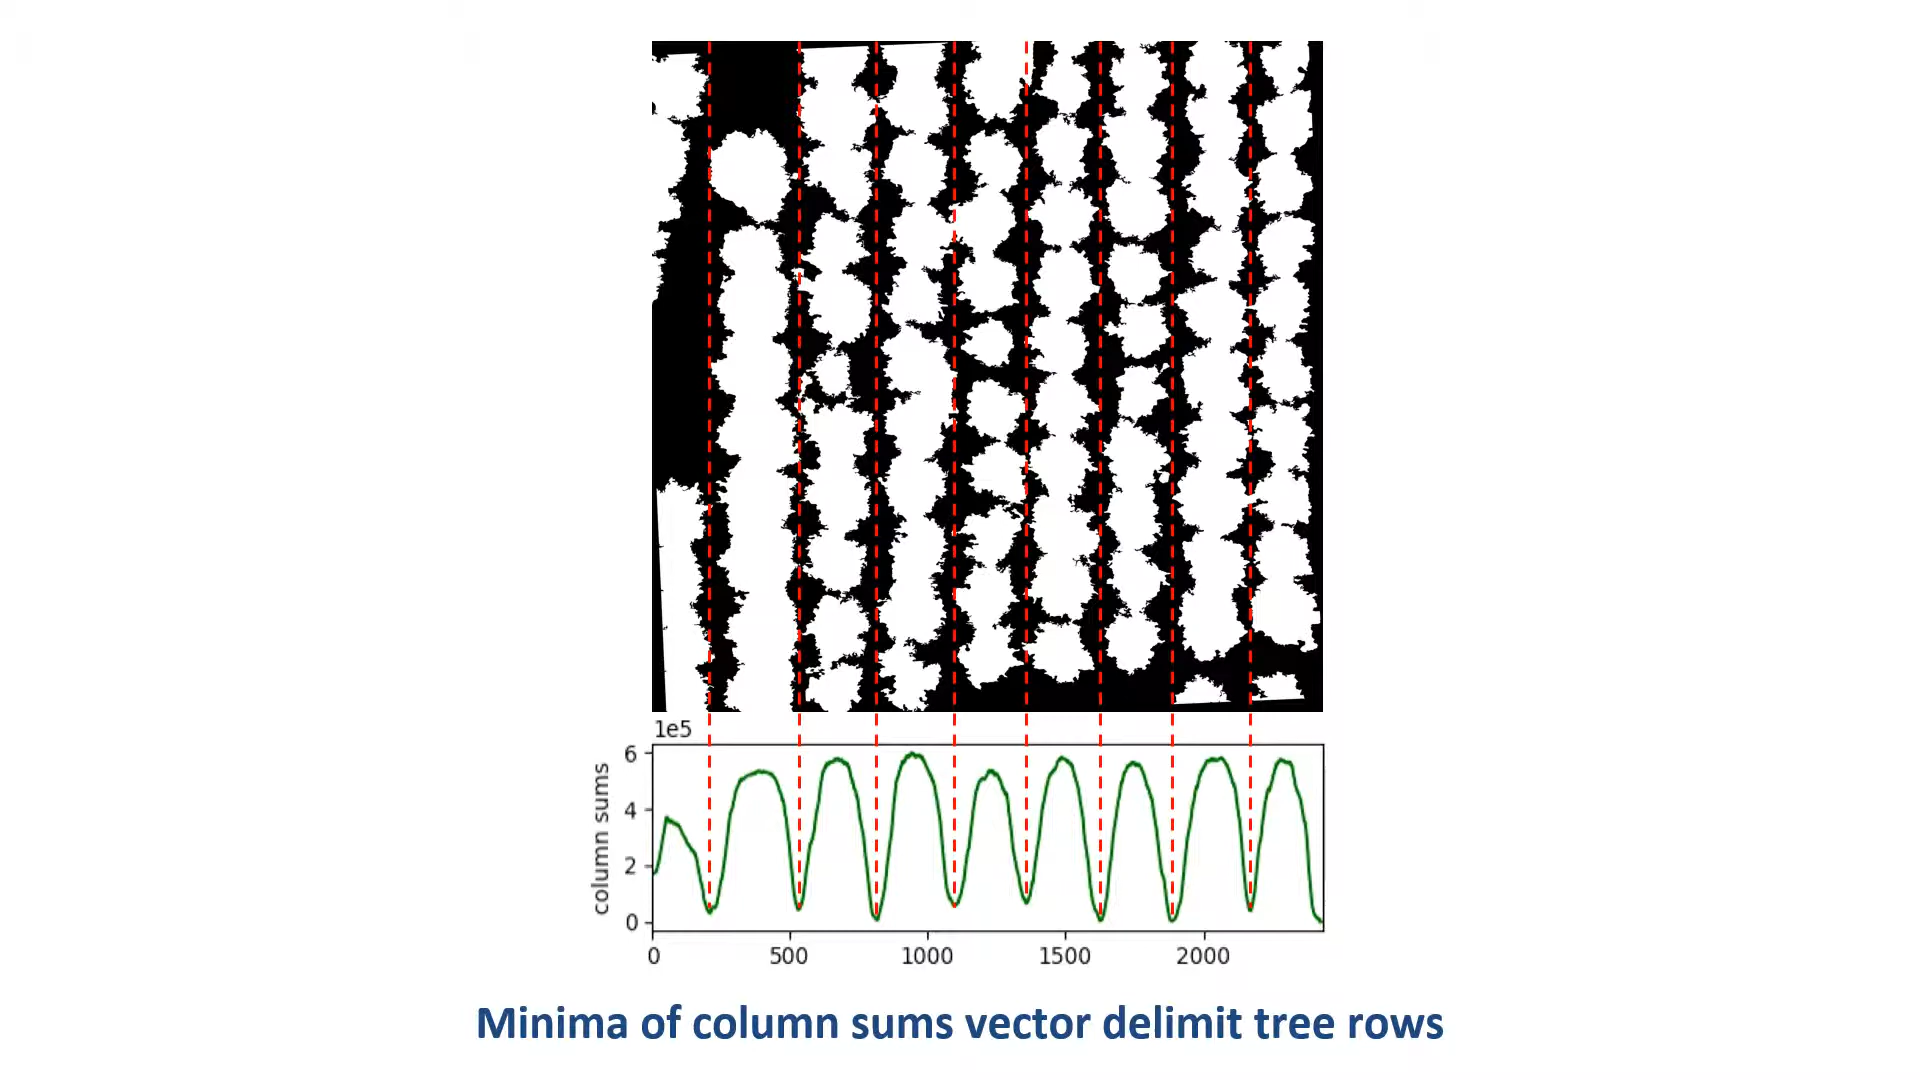 1e5
6
4
2
0
column sums
0 500 1000 1500 2000
Minima of column sums vector delimit tree rows